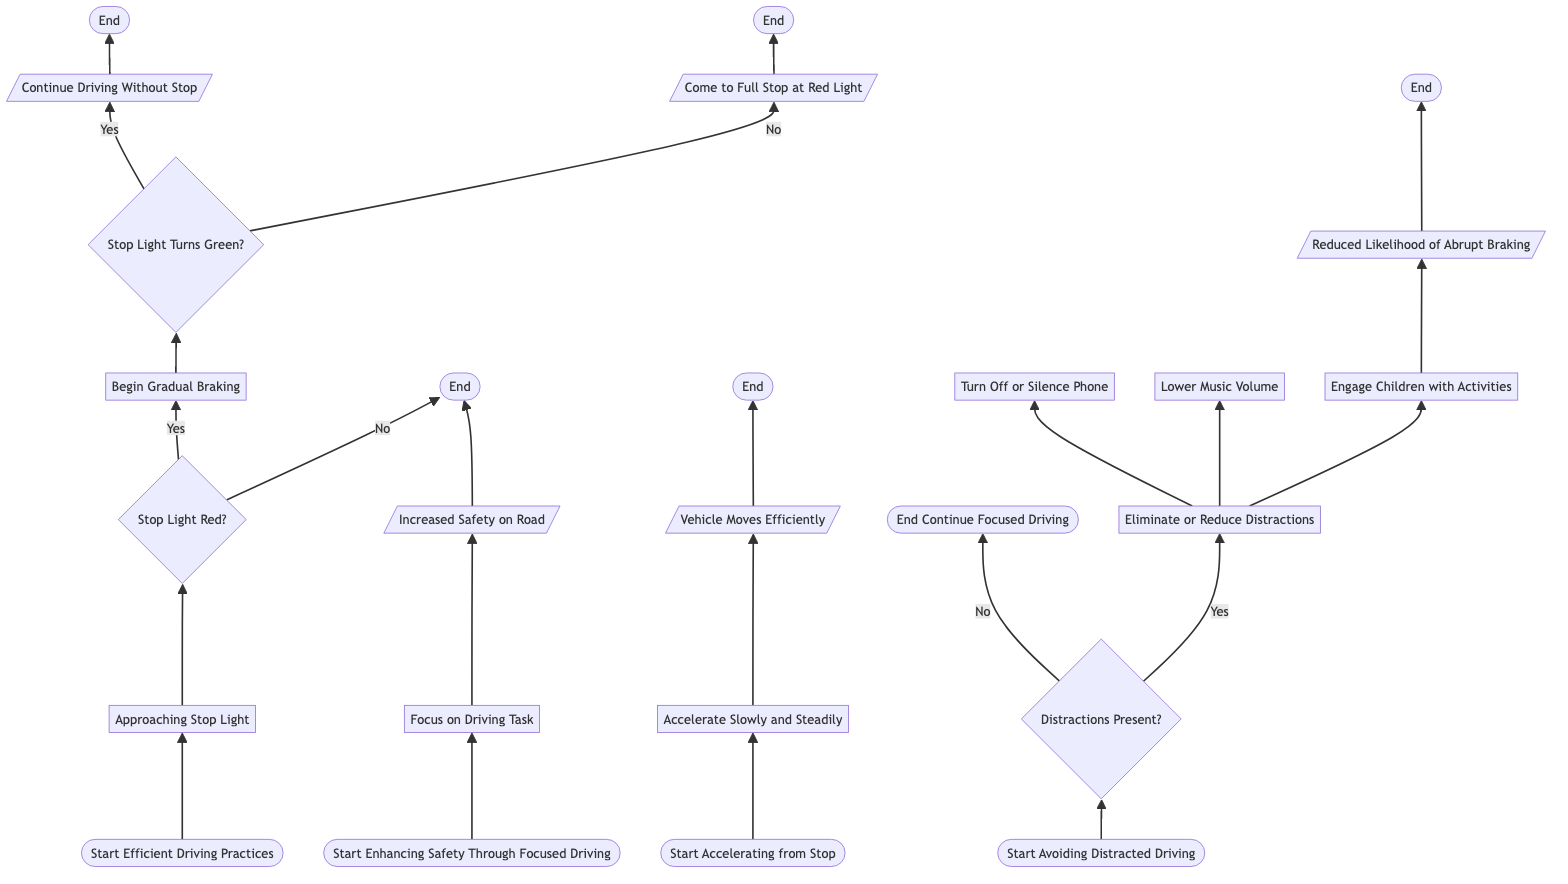 End
End
Continue Driving Without Stop
Come to Full Stop at Red Light
End
Yes
No
Stop Light Turns Green?
Reduced Likelihood of Abrupt Braking
Begin Gradual Braking
End
End
Turn Off or Silence Phone
Lower Music Volume
Engage Children with Activities
Yes
No
Stop Light Red?
Increased Safety on Road
Vehicle Moves Efficiently
End Continue Focused Driving
Eliminate or Reduce Distractions
No
Yes
Approaching Stop Light
Focus on Driving Task
Accelerate Slowly and Steadily
Distractions Present?
Start Efficient Driving Practices
Start Enhancing Safety Through Focused Driving
Start Accelerating from Stop
Start Avoiding Distracted Driving